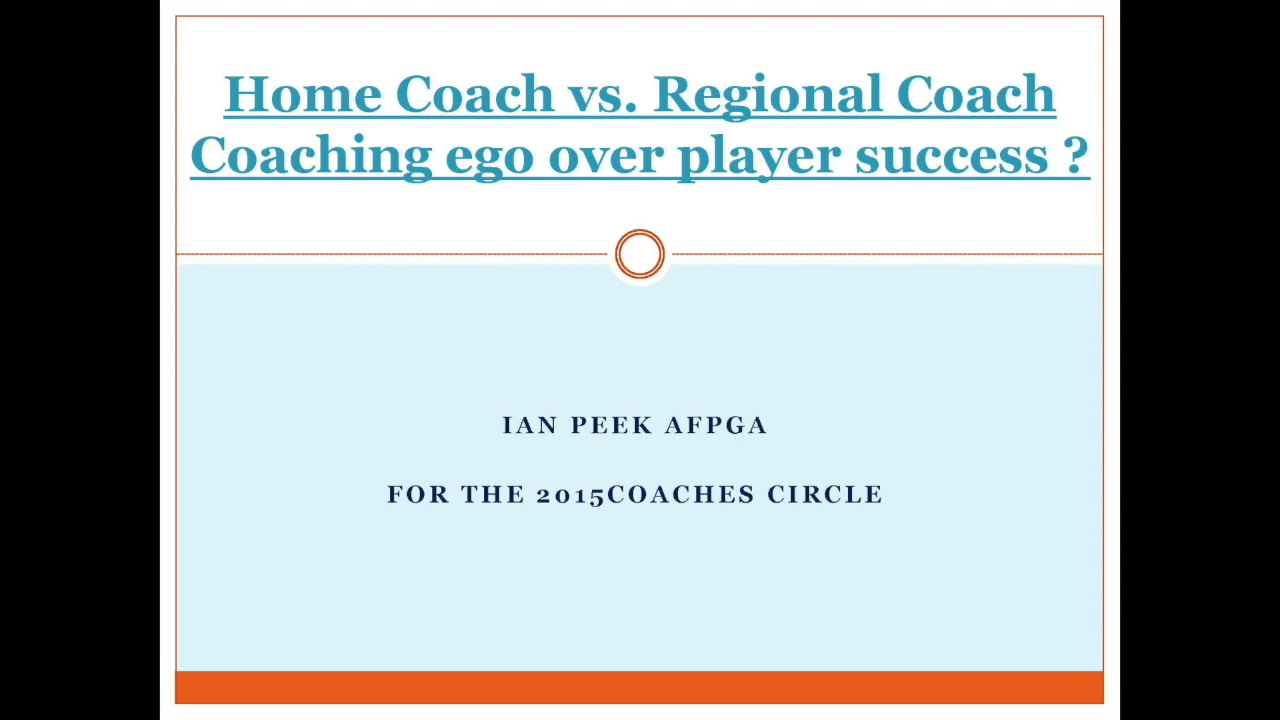 Home Coach vs. Regional Coach
Coaching ego over player success ?
IAN PEEK AFPGA
FOR THE 2015COACHES CIRCLE